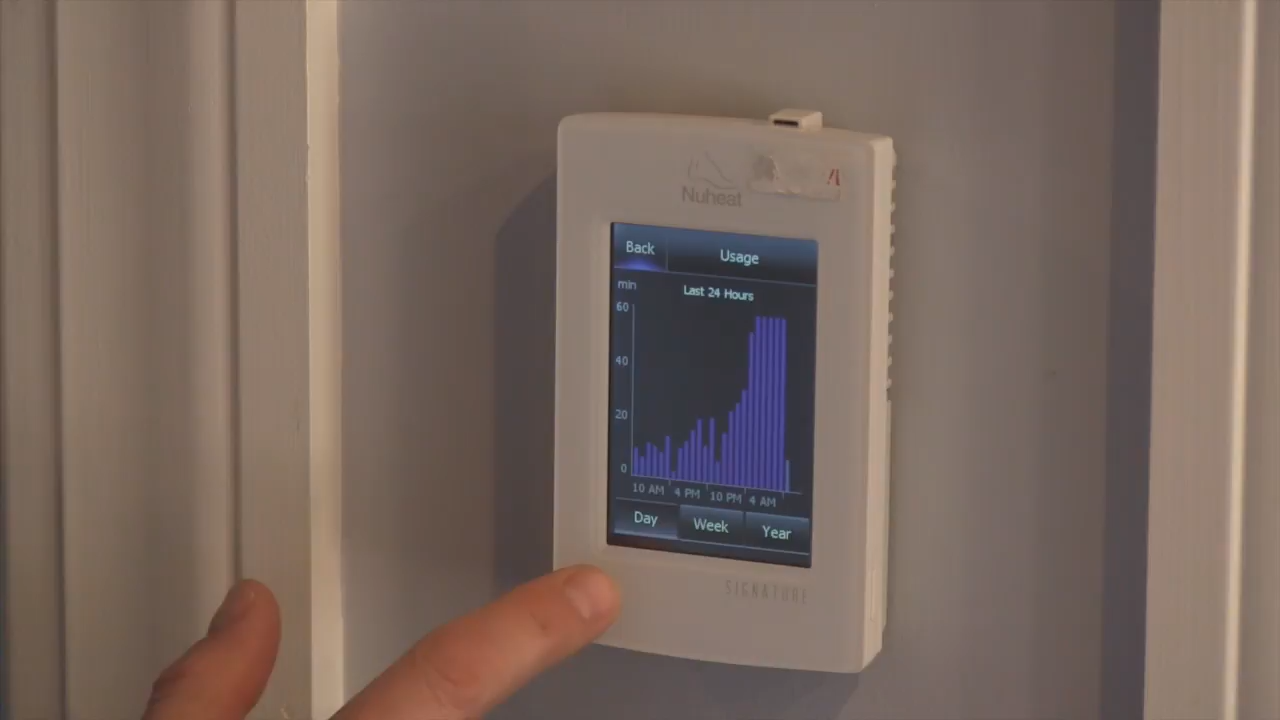 Nuheat
Back Usage
min Last 24 Hours
60
40
20
0
10 AM 4 PM 10 PM 4 AM
Day Week Year
SIGNATURE